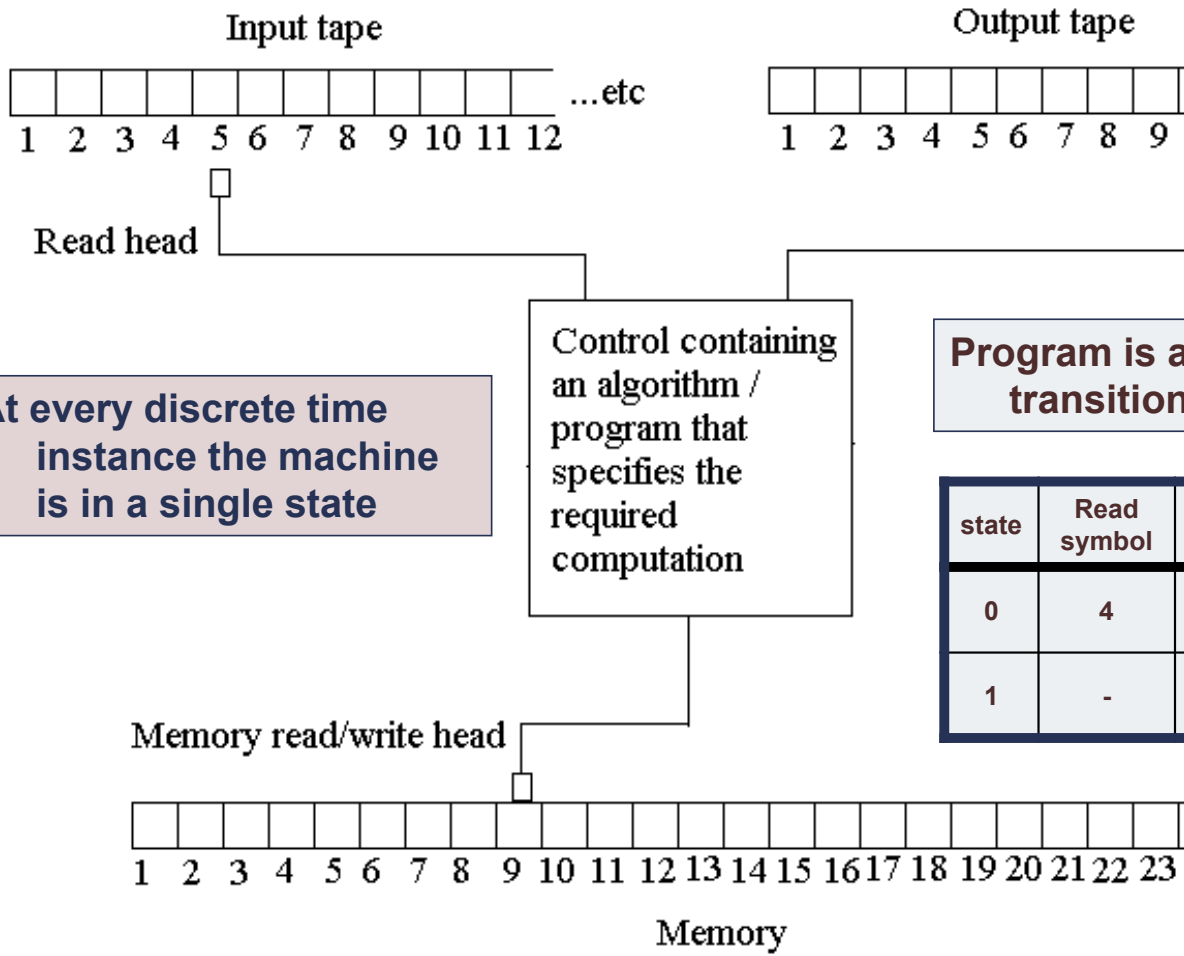 Input tape
Output tape
...etc
1 2 3 4 5 6 7 8 9 10 11 12
1 2 3 4 5 6 7 8 9
Read head
Control containing
an algorithm /
program that
specifies the
required
computation
Program is a
transition
At every discrete time
instance the machine
is in a single state
state Read symbol
0 4
1 -
Memory read/write head
1 2 3 4 5 6 7 8 9 10 11 12 13 14 15 16 17 18 19 20 21 22 23
Memory